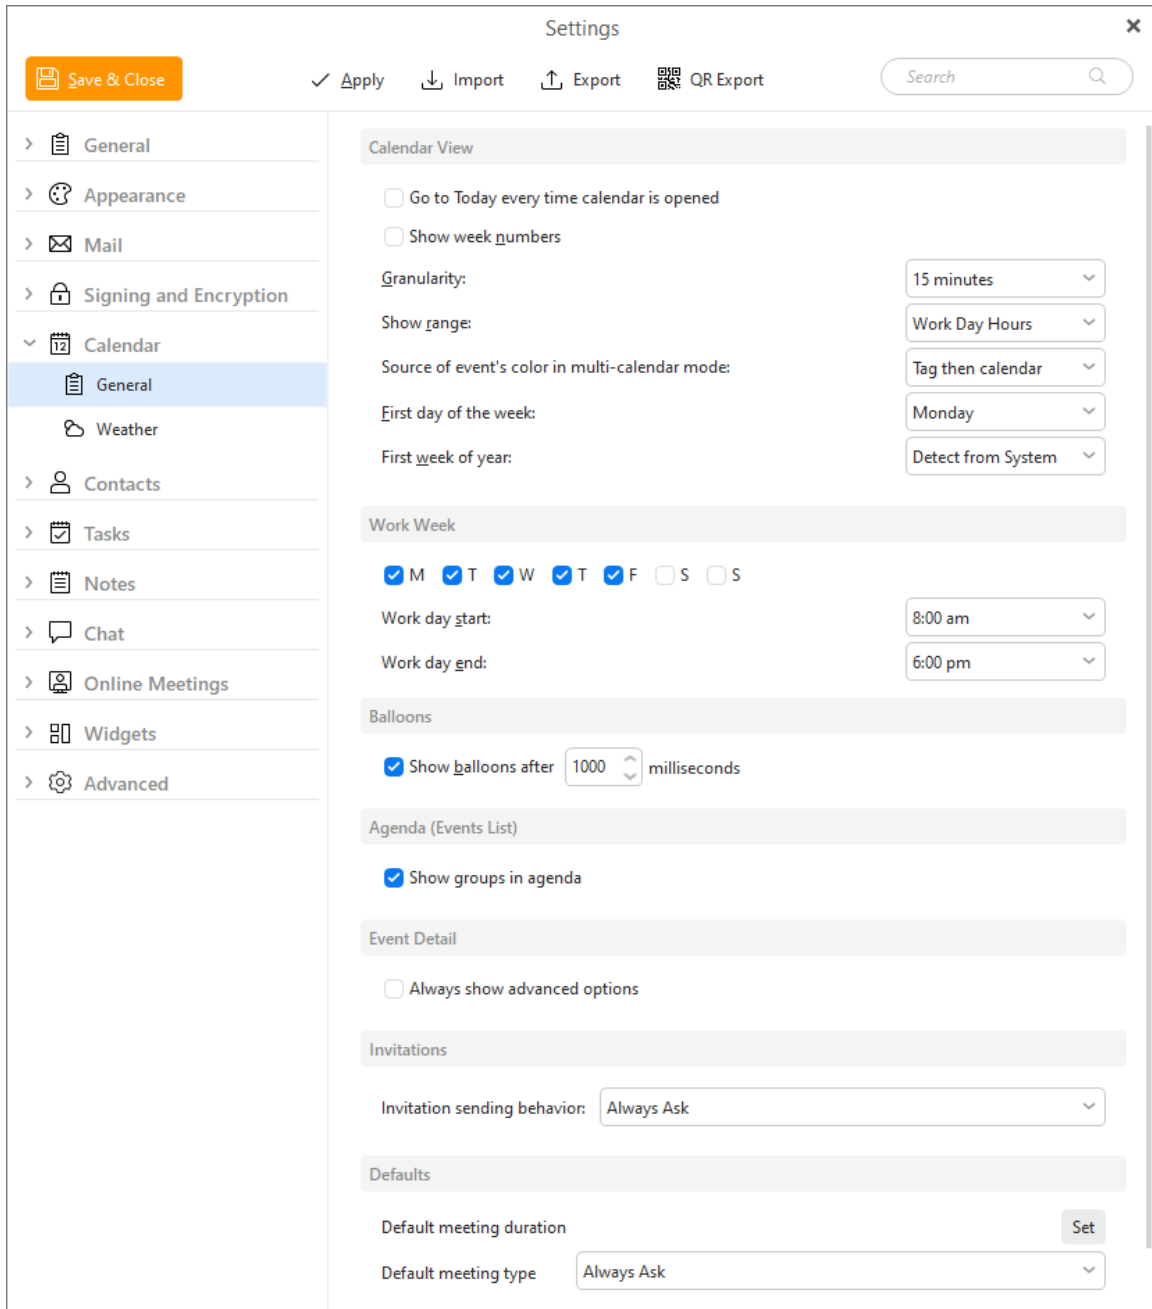 Settings
Save & Close
Apply
Import
Export
QR Export
Search
General
Appearance
Mail
Signing and Encryption
12
Calendar
General
Weather
Contacts
Tasks
Notes
Chat
Online Meetings
Widgets
Advanced
Calendar View
Go to Today every time calendar is opened
Show week numbers
Granularity: 15 minutes
Show range: Work Day Hours
Source of event's color in multi-calendar mode: Tag then calendar
First day of the week: Monday
First week of year: Detect from System
Work Week
M T W T F S S
Work day start: 8:00 am
Work day end: 6:00 pm
Balloons
Show balloons after 1000 milliseconds
Agenda (Events List)
Show groups in agenda
Event Detail
Always show advanced options
Invitations
Invitation sending behavior: Always Ask
Defaults
Default meeting duration Set
Default meeting type Always Ask